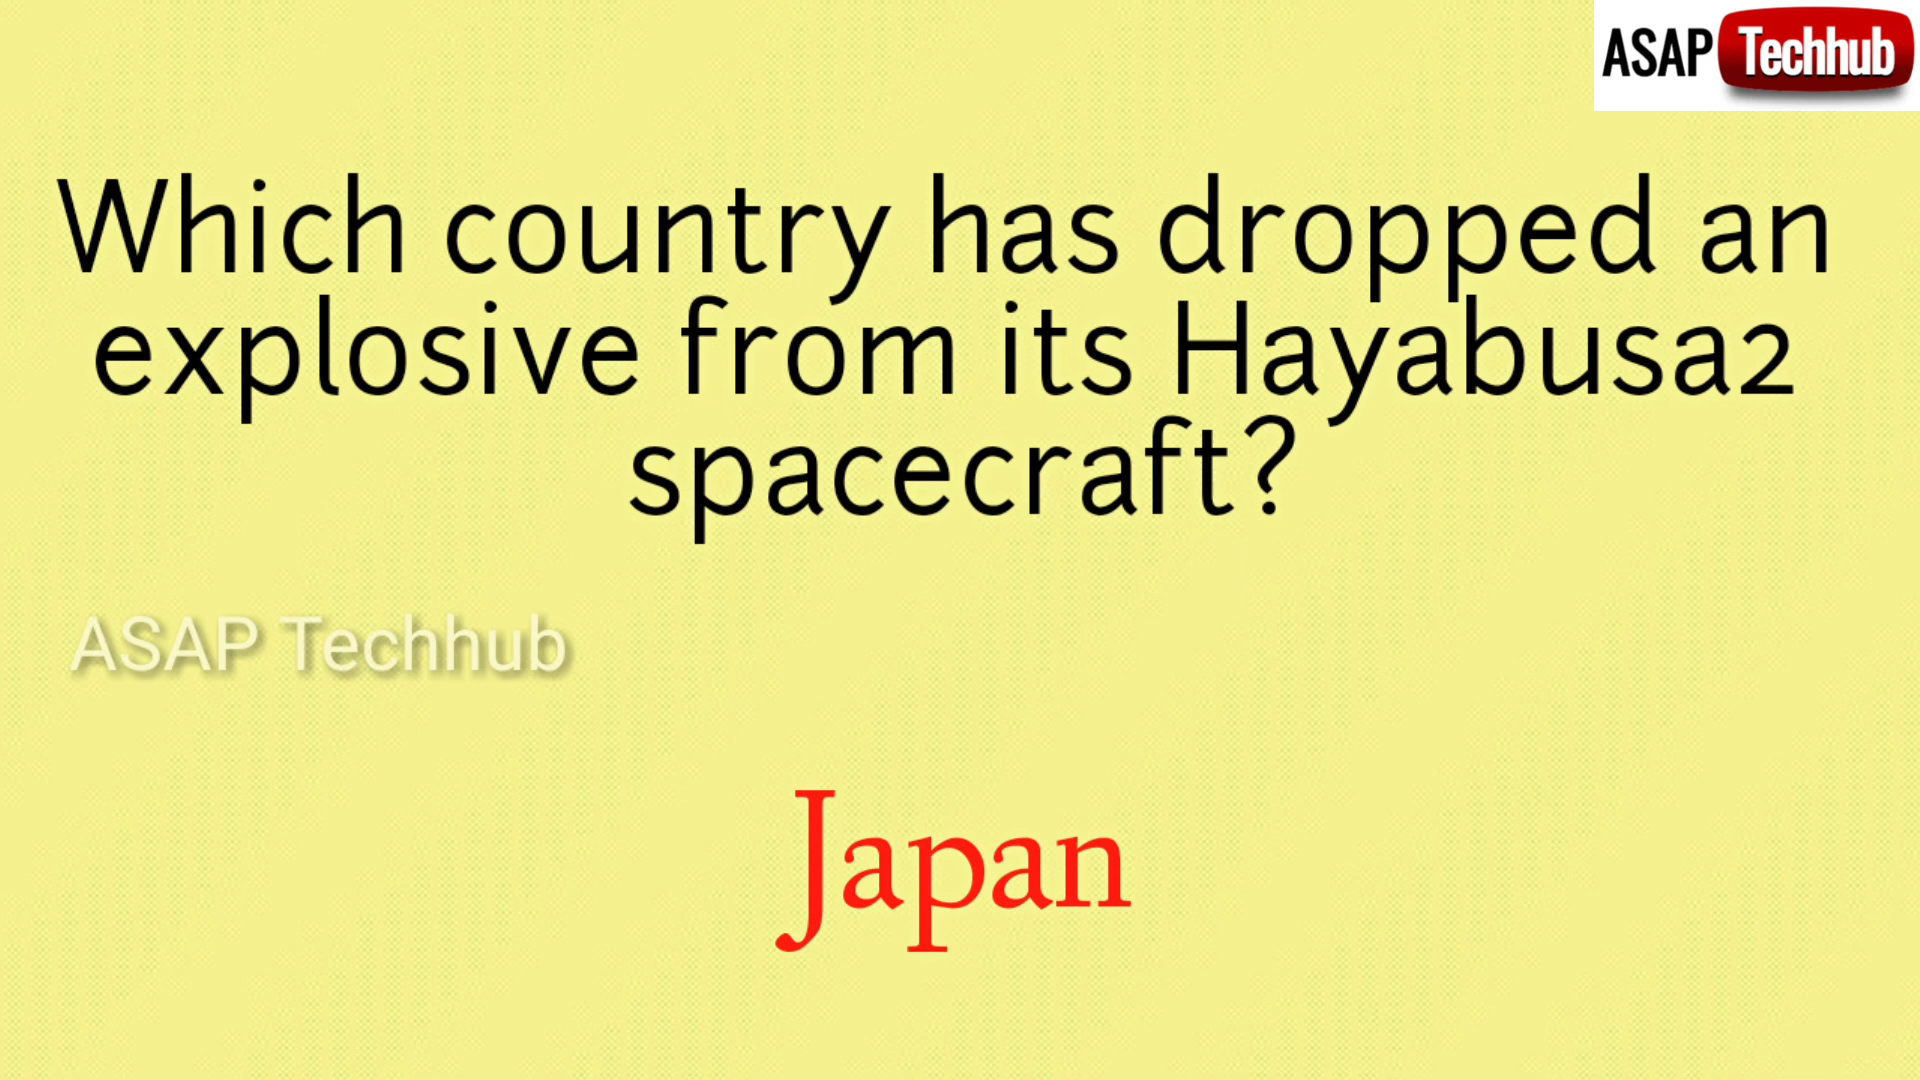 ASAP Techhub
Which country has dropped an
explosive from its Hayabusa2
spacecraft?
ASAP Techhub
Japan